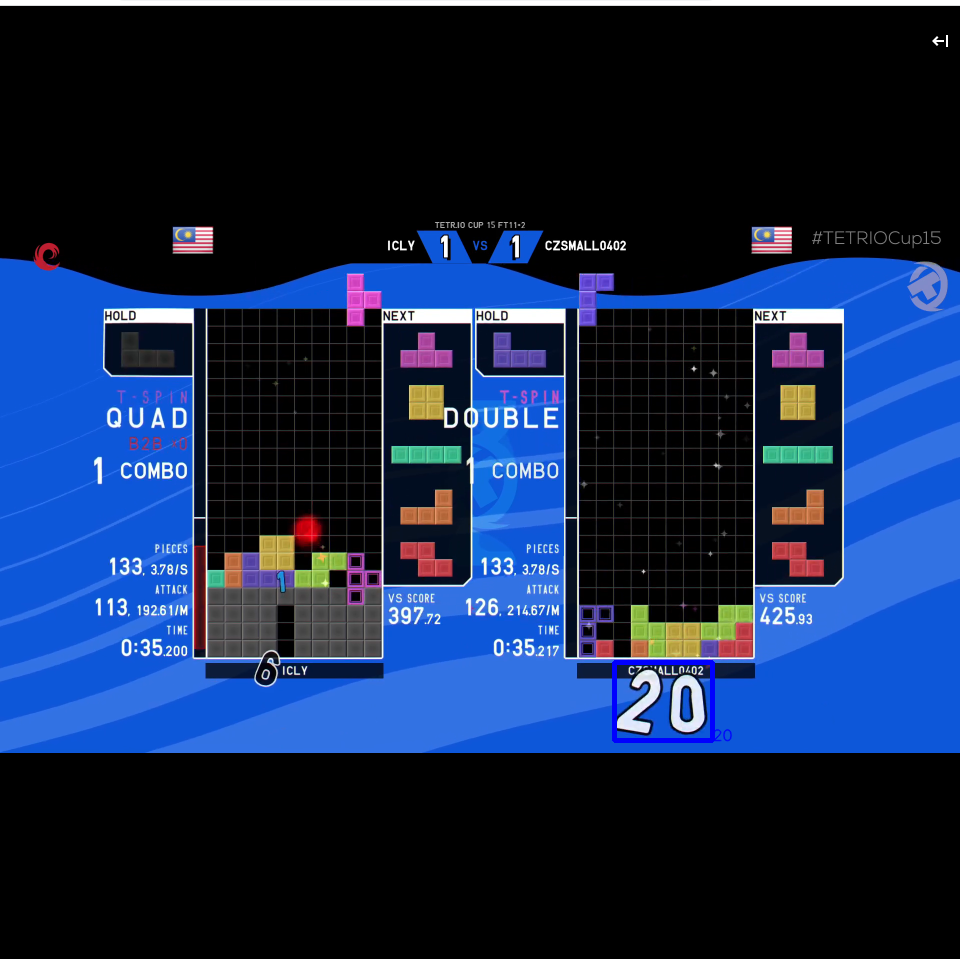 TETR.IO CUP 15 FT11·2
ICLY 1 VS 1 CZSMALL0402
#TETRIOCup15
HOLD
NEXT
HOLD
NEXT
T-SPIN
QUAD
1 COMBO
T-SPIN
DOUBLE
1 COMBO
1
PIECES
133, 3.78/S
ATTACK
113, 192.61/M
TIME
0:35.200
VS SCORE
397.72
PIECES
133, 3.78/S
ATTACK
126, 214.67/M
TIME
0:35.217
VS SCORE
425.93
6 ICLY
CZSMALL0402
20
20